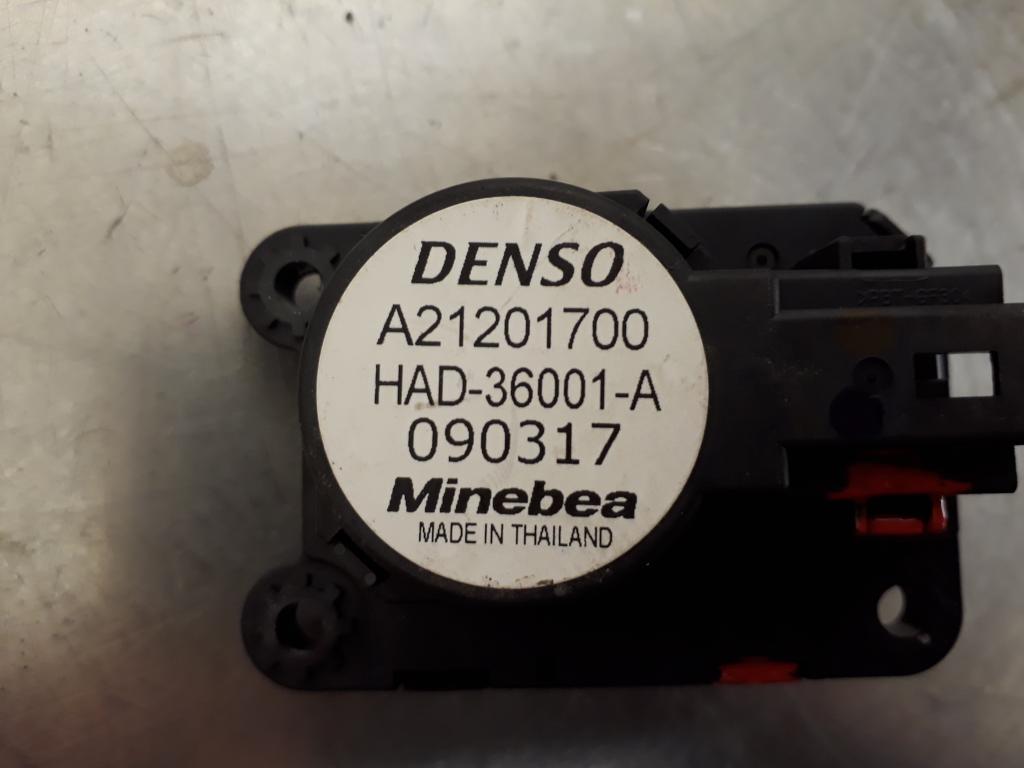 DENSO
A21201700
HAD-36001-A
090317
Minebea
MADE IN THAILAND